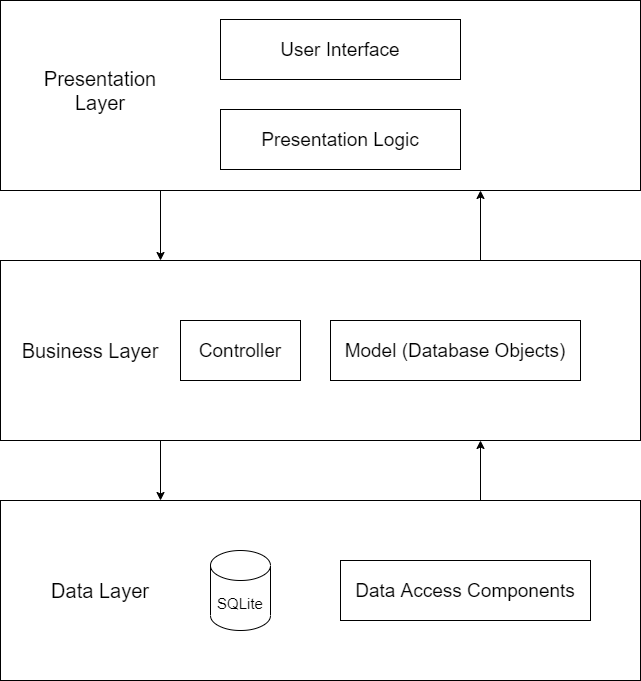 User Interface
Presentation
Layer
Presentation Logic
Business Layer
Controller
Model (Database Objects)
Data Layer
SQLite
Data Access Components